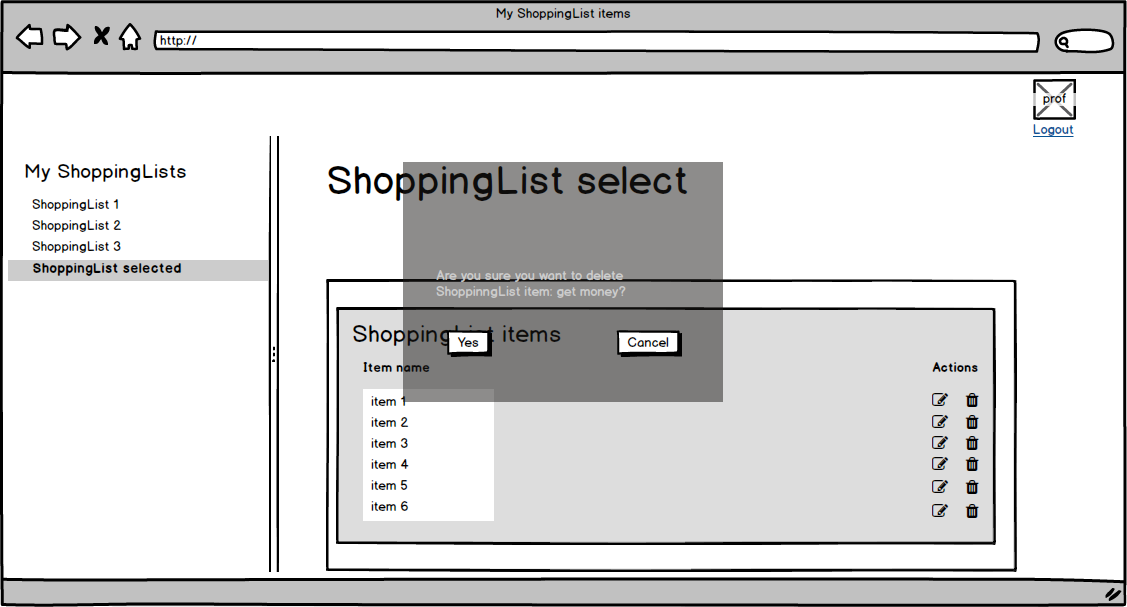 My ShoppingList items
http://
prof
Logout
My ShoppingLists
ShoppingList 1
ShoppingList 2
ShoppingList 3
ShoppingList selected
ShoppingList select
Are you sure you want to delete
ShoppinngList item: get money?
Yes
Cancel
ShoppingList items
Item name
Actions
item 1
item 2
item 3
item 4
item 5
item 6